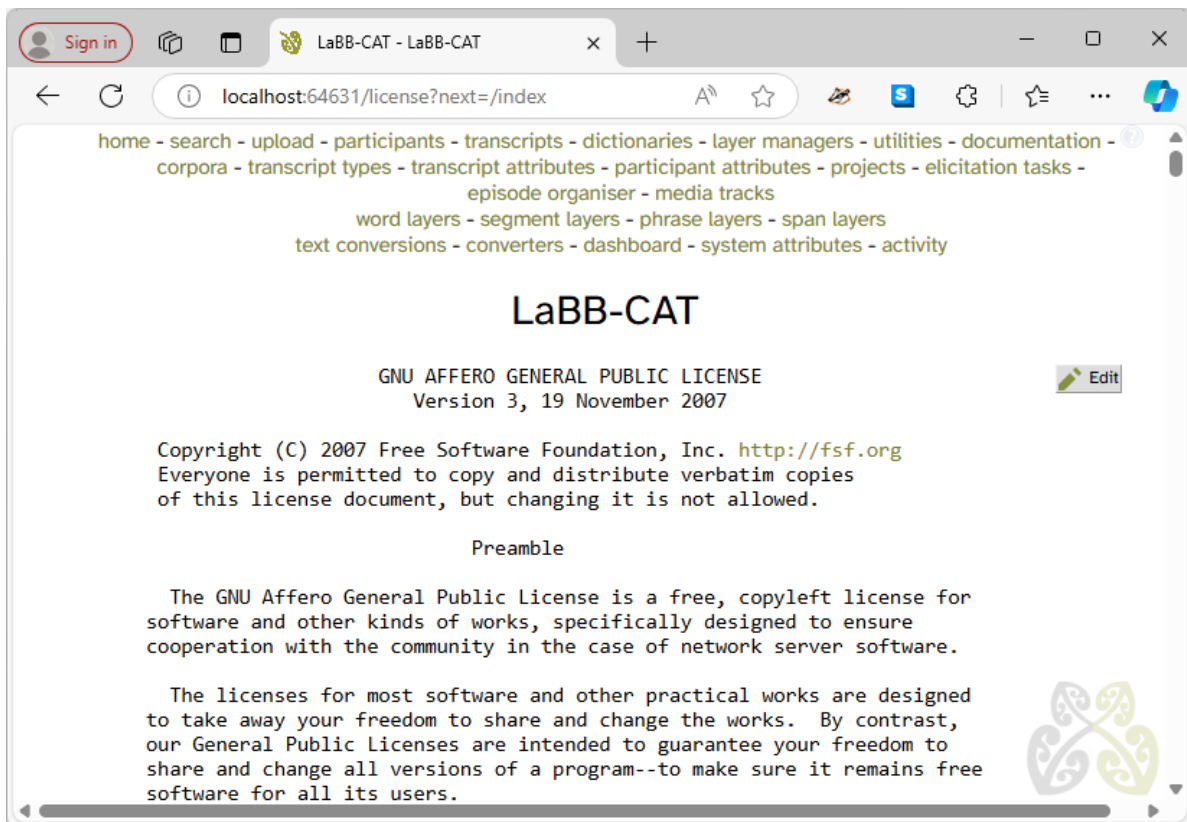 Sign in
LaBB-CAT - LaBB-CAT
localhost:64631/license?next=/index
home - search - upload - participants - transcripts - dictionaries - layer managers - utilities - documentation -
corpora - transcript types - transcript attributes - participant attributes - projects - elicitation tasks -
episode organiser - media tracks
word layers - segment layers - phrase layers - span layers
text conversions - converters - dashboard - system attributes - activity
LaBB-CAT
GNU AFFERO GENERAL PUBLIC LICENSE
Edit
Version 3, 19 November 2007
Copyright (C) 2007 Free Software Foundation, Inc. http://fsf.org
Everyone is permitted to copy and distribute verbatim copies
of this license document, but changing it is not allowed.
Preamble
The GNU Affero General Public License is a free, copyleft license for
software and other kinds of works, specifically designed to ensure
cooperation with the community in the case of network server software.
The licenses for most software and other practical works are designed
to take away your freedom to share and change the works.  By contrast,
our General Public Licenses are intended to guarantee your freedom to
share and change all versions of a program--to make sure it remains free
software for all its users.